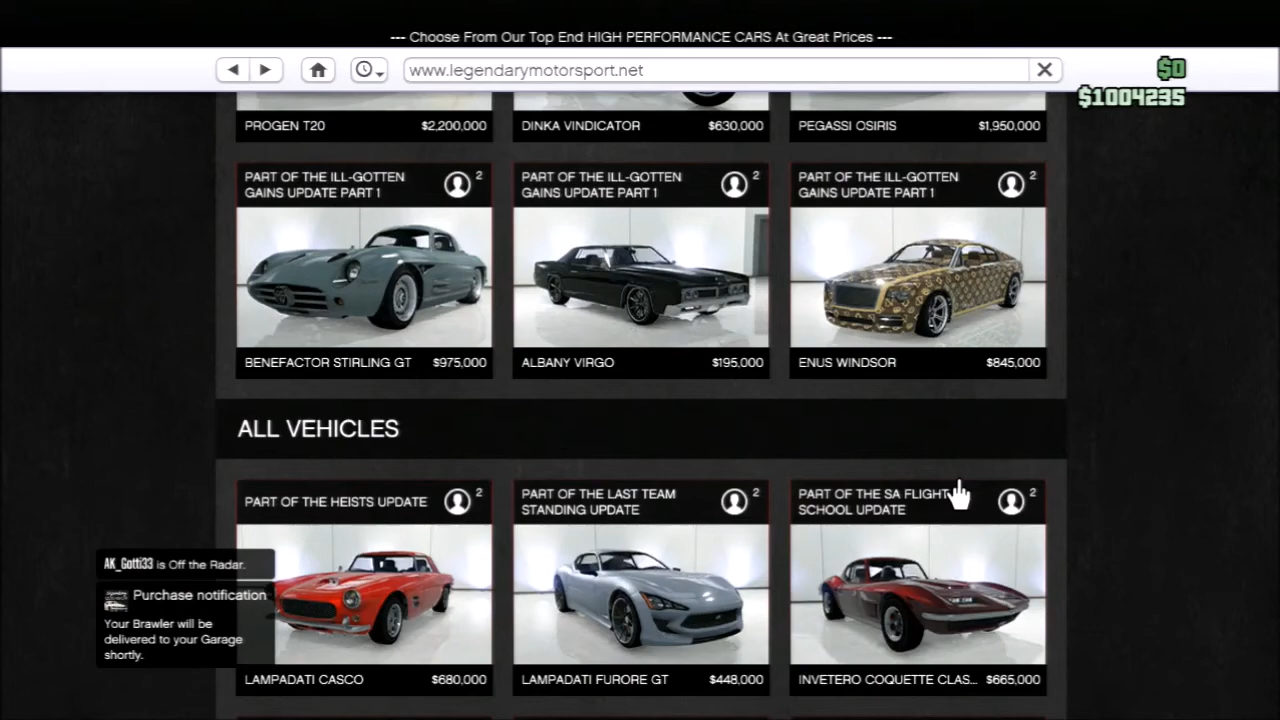 --- Choose From Our Top End HIGH PERFORMANCE CARS At Great Prices ---
www.legendarymotorsport.net
$0
$1004235
PROGEN T20 $2,200,000
DINKA VINDICATOR $630,000
PEGASSI OSIRIS $1,950,000
PART OF THE ILL-GOTTEN
GAINS UPDATE PART 1
2
PART OF THE ILL-GOTTEN
GAINS UPDATE PART 1
2
PART OF THE ILL-GOTTEN
GAINS UPDATE PART 1
2
BENEFACTOR STIRLING GT $975,000
ALBANY VIRGO $195,000
ENUS WINDSOR $845,000
ALL VEHICLES
PART OF THE HEISTS UPDATE
2
PART OF THE LAST TEAM
STANDING UPDATE
2
PART OF THE SA FLIGHT
SCHOOL UPDATE
2
AK_Gotti33 is Off the Radar.
Purchase notification
Your Brawler will be
delivered to your Garage
shortly.
LAMPADATI CASCO $680,000
LAMPADATI FURORE GT $448,000
INVETERO COQUETTE CLAS... $665,000